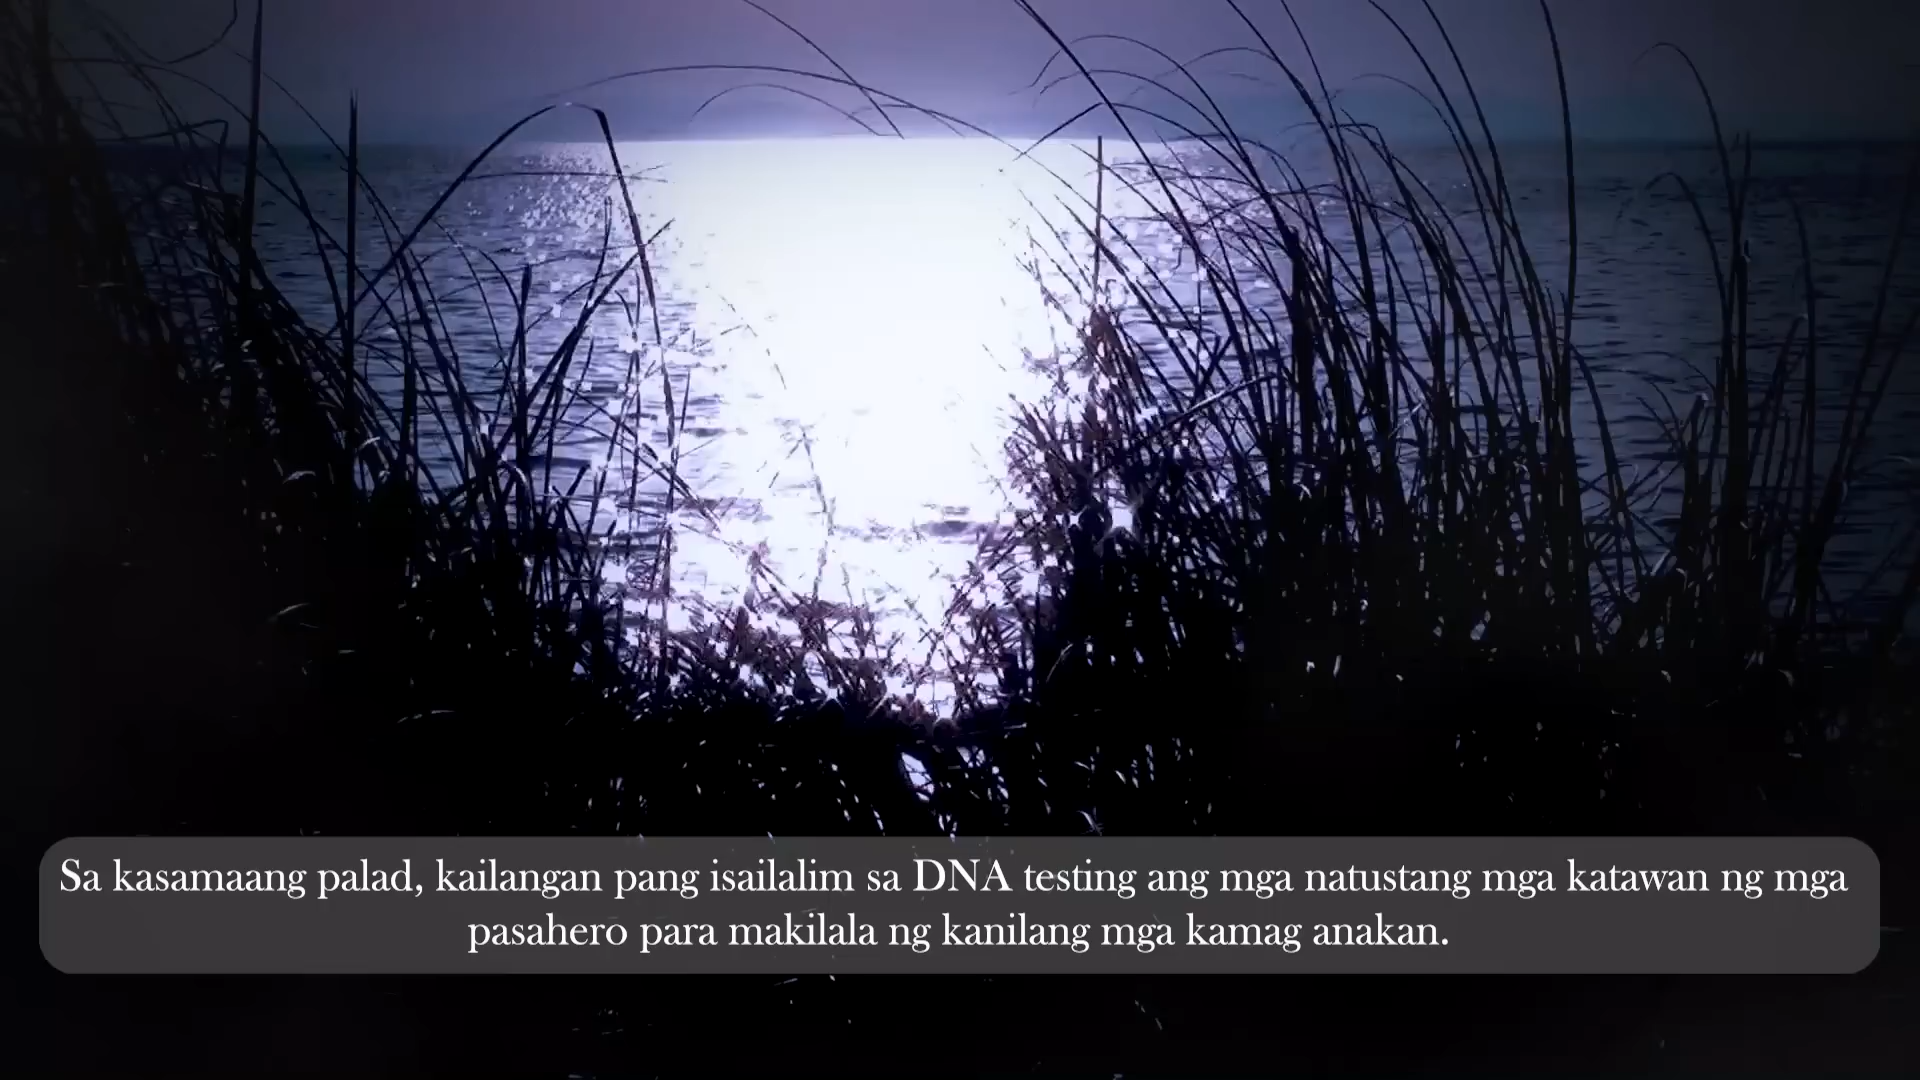 Sa kasamaang palad, kailangan pang isailalim sa DNA testing ang mga natustang mga katawan ng mga
pasahero para makilala ng kanilang mga kamag anakan.